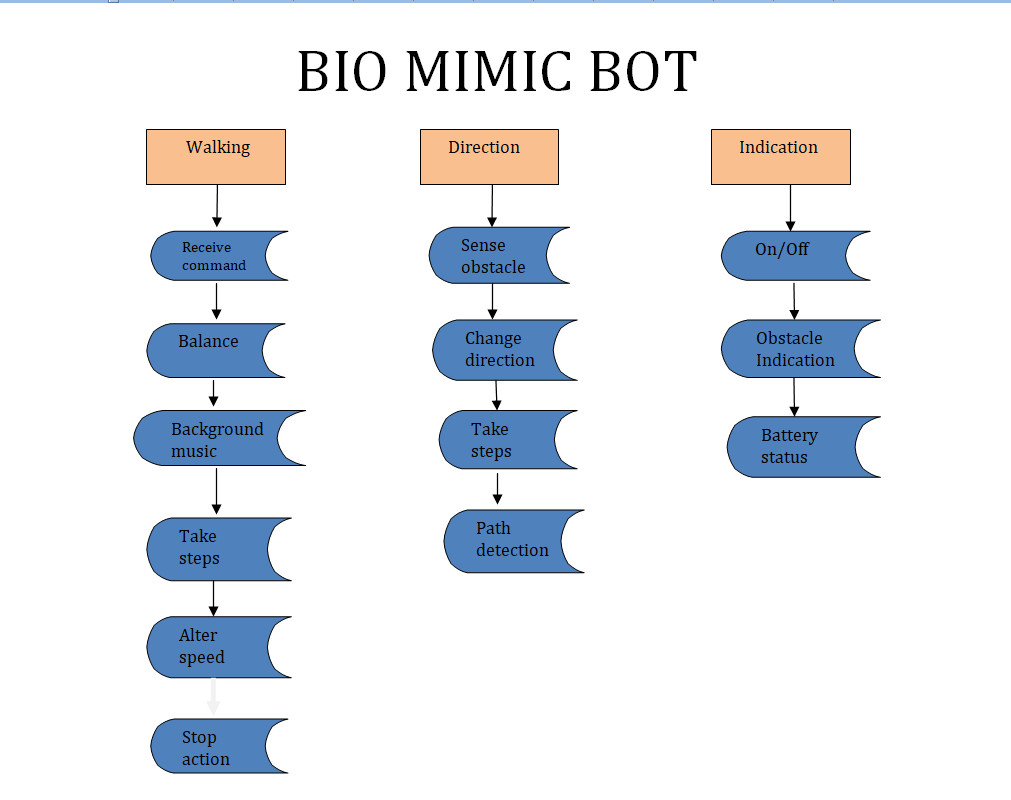 BIO MIMIC BOT
Walking
Direction
Indication
Receive
command
Sense
obstacle
On/Off
Balance
Change
direction
Obstacle
Indication
Background
music
Take
steps
Battery
status
Take
steps
Path
detection
Alter
speed
Stop
action